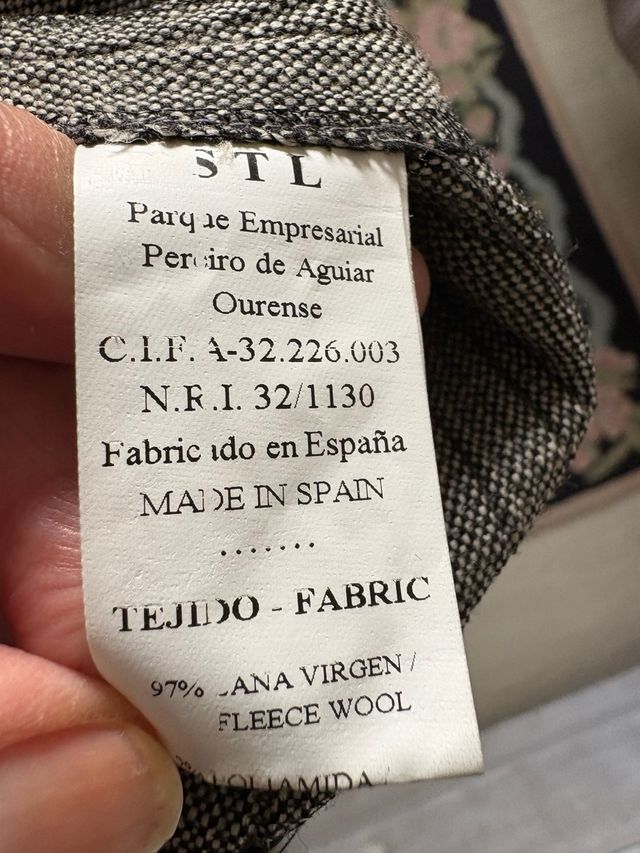 STL
Parque Empresarial
Pereiro de Aguiar
Ourense
C.I.F. A-32.226.003
N.R.I. 32/1130
Fabricado en España
MADE IN SPAIN
.......
TEJIDO - FABRIC
97% LANA VIRGEN /
FLEECE WOOL
POLIAMIDA